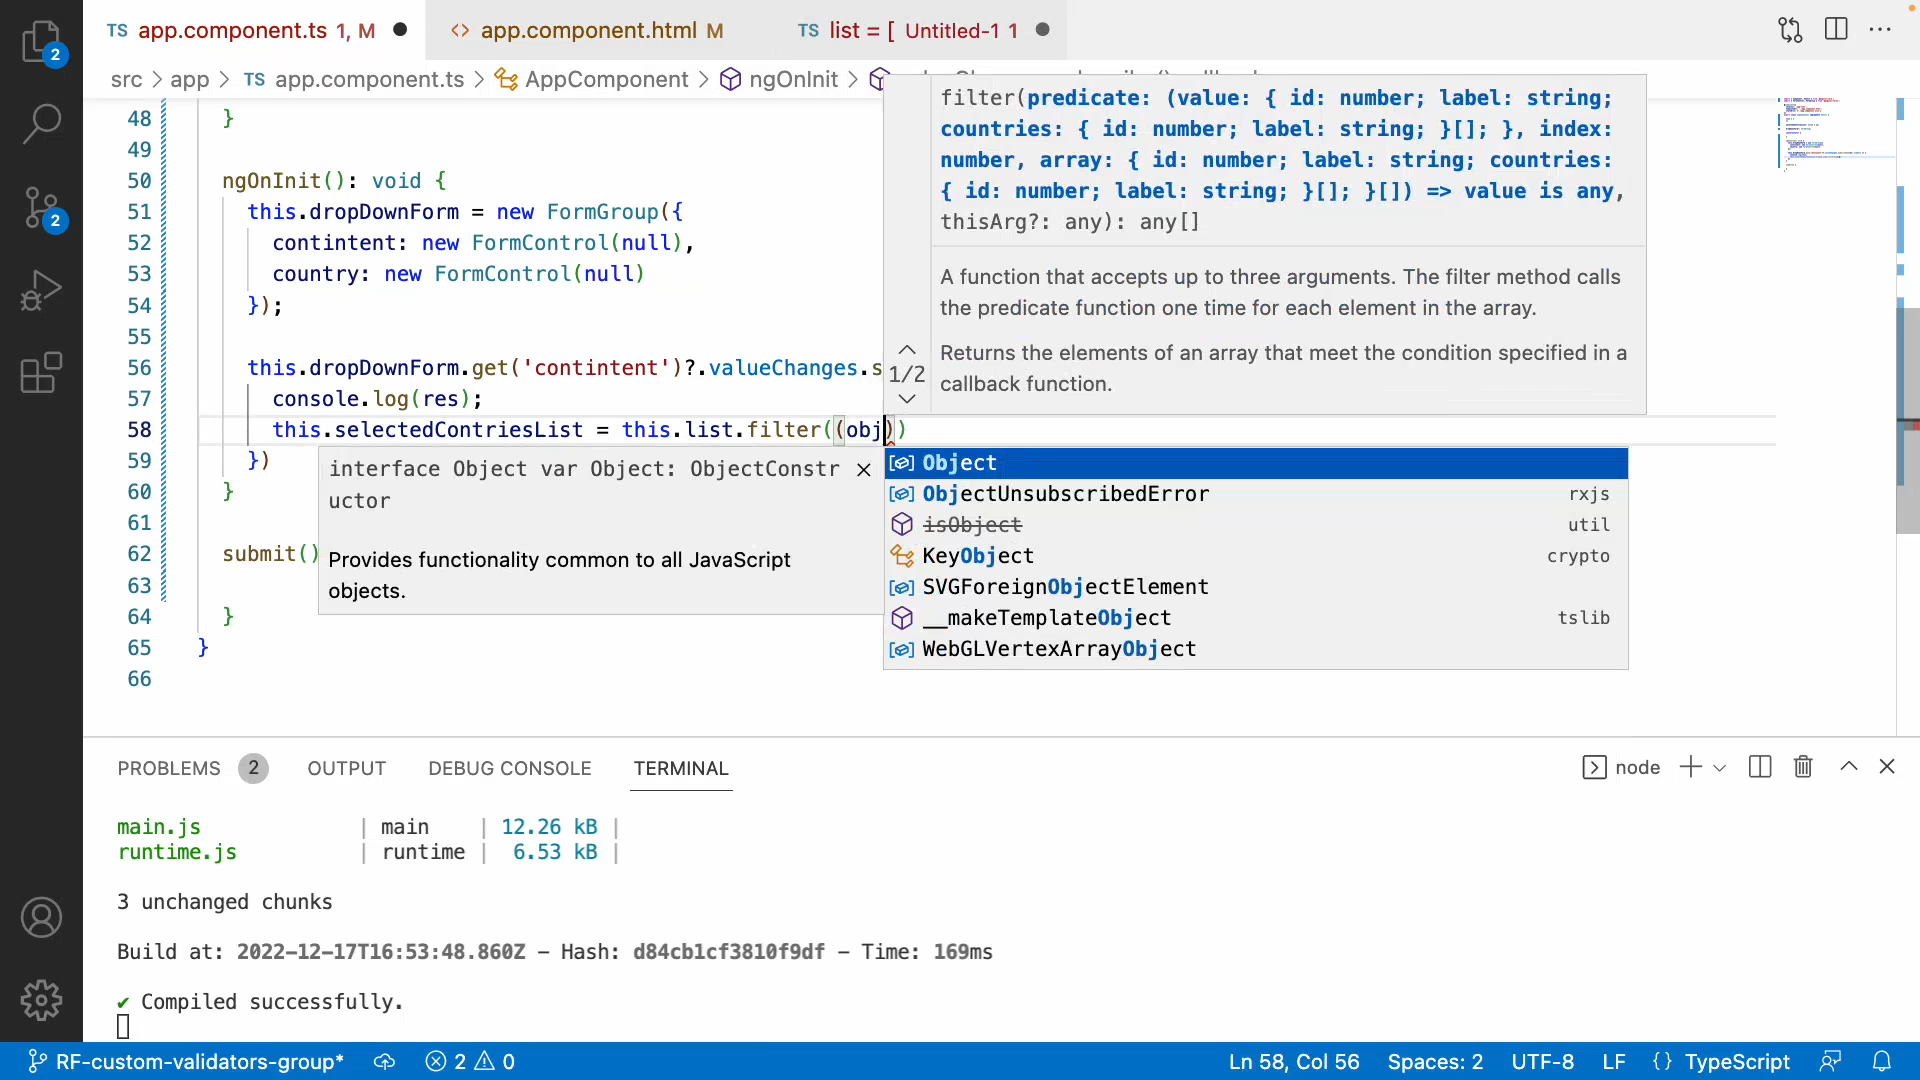 TS app.component.ts 1, M
<> app.component.html M
TS list = [ Untitled-1 1
src > app > TS app.component.ts > AppComponent > ngOnInit >
filter(predicate: (value: { id: number; label: string;
countries: { id: number; label: string; }[]; }, index:
number, array: { id: number; label: string; countries:
{ id: number; label: string; }[]; }[]) => value is any,
thisArg?: any): any[]
A function that accepts up to three arguments. The filter method calls
the predicate function one time for each element in the array.
1/2
Returns the elements of an array that meet the condition specified in a
callback function.
48 }
49
50 ngOnInit(): void {
51 this.dropDownForm = new FormGroup({
52 contintent: new FormControl(null),
53 country: new FormControl(null)
54 });
55
56 this.dropDownForm.get('contintent')?.valueChanges.s
57 console.log(res);
58 this.selectedContriesList = this.list.filter((obj))
59 })
60 }
61
62 submit()
63
64 }
65 }
66
interface Object var Object: ObjectConstr
uctor
Provides functionality common to all JavaScript
objects.
Object
ObjectUnsubscribedError rxjs
isObject util
KeyObject crypto
SVGForeignObjectElement
__makeTemplateObject tslib
WebGLVertexArrayObject
PROBLEMS 2 OUTPUT DEBUG CONSOLE TERMINAL
node
main.js | main | 12.26 kB |
runtime.js | runtime | 6.53 kB |
3 unchanged chunks
Build at: 2022-12-17T16:53:48.860Z - Hash: d84cb1cf3810f9df - Time: 169ms
✔ Compiled successfully.
2
2
RF-custom-validators-group* 2 0
Ln 58, Col 56 Spaces: 2 UTF-8 LF {} TypeScript